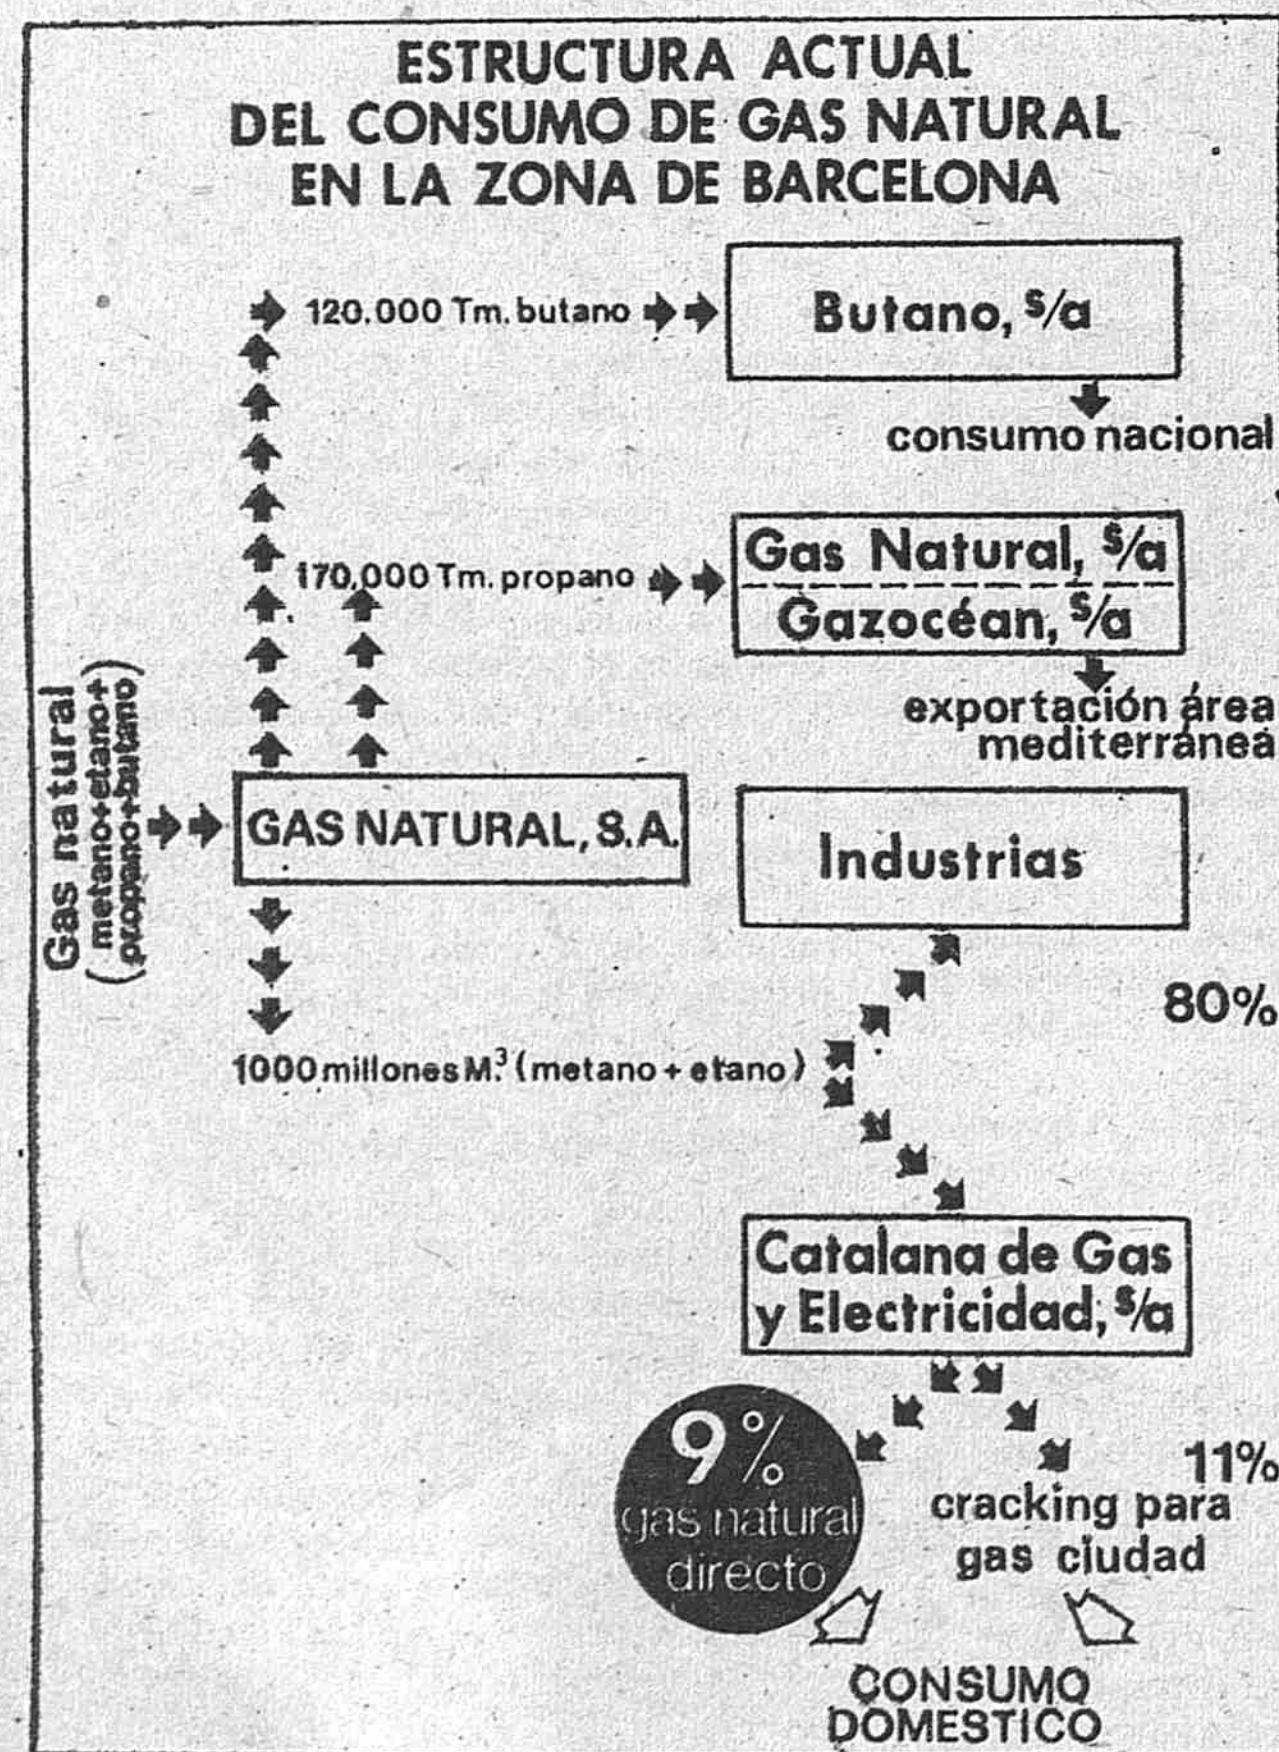 ESTRUCTURA ACTUAL
DEL CONSUMO DE GAS NATURAL
EN LA ZONA DE BARCELONA
120.000 Tm. butano
Butano, s/a
consumo nacional
170.000 Tm. propano
Gas Natural, s/a
Gazocéan, s/a
exportación área
mediterránea
Gas natural
(metano+etano+
propano+butano)
GAS NATURAL, S.A.
Industrias
80%
1000 millones M.³ (metano + etano)
Catalana de Gas
y Electricidad, s/a
9%
gas natural
directo
11%
cracking para
gas ciudad
CONSUMO
DOMESTICO